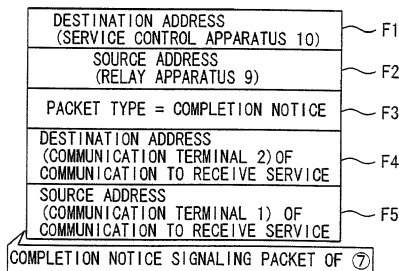 DESTINATION ADDRESS
(SERVICE CONTROL APPARATUS 10)
F1
SOURCE ADDRESS
(RELAY APPARATUS 9)
F2
PACKET TYPE = COMPLETION NOTICE
F3
DESTINATION ADDRESS
(COMMUNICATION TERMINAL 2)OF
COMMUNICATION TO RECEIVE SERVICE
F4
SOURCE ADDRESS
(COMMUNICATION TERMINAL 1) OF
COMMUNICATION TO RECEIVE SERVICE
F5
COMPLETION NOTICE SIGNALING PACKET OF ⑦